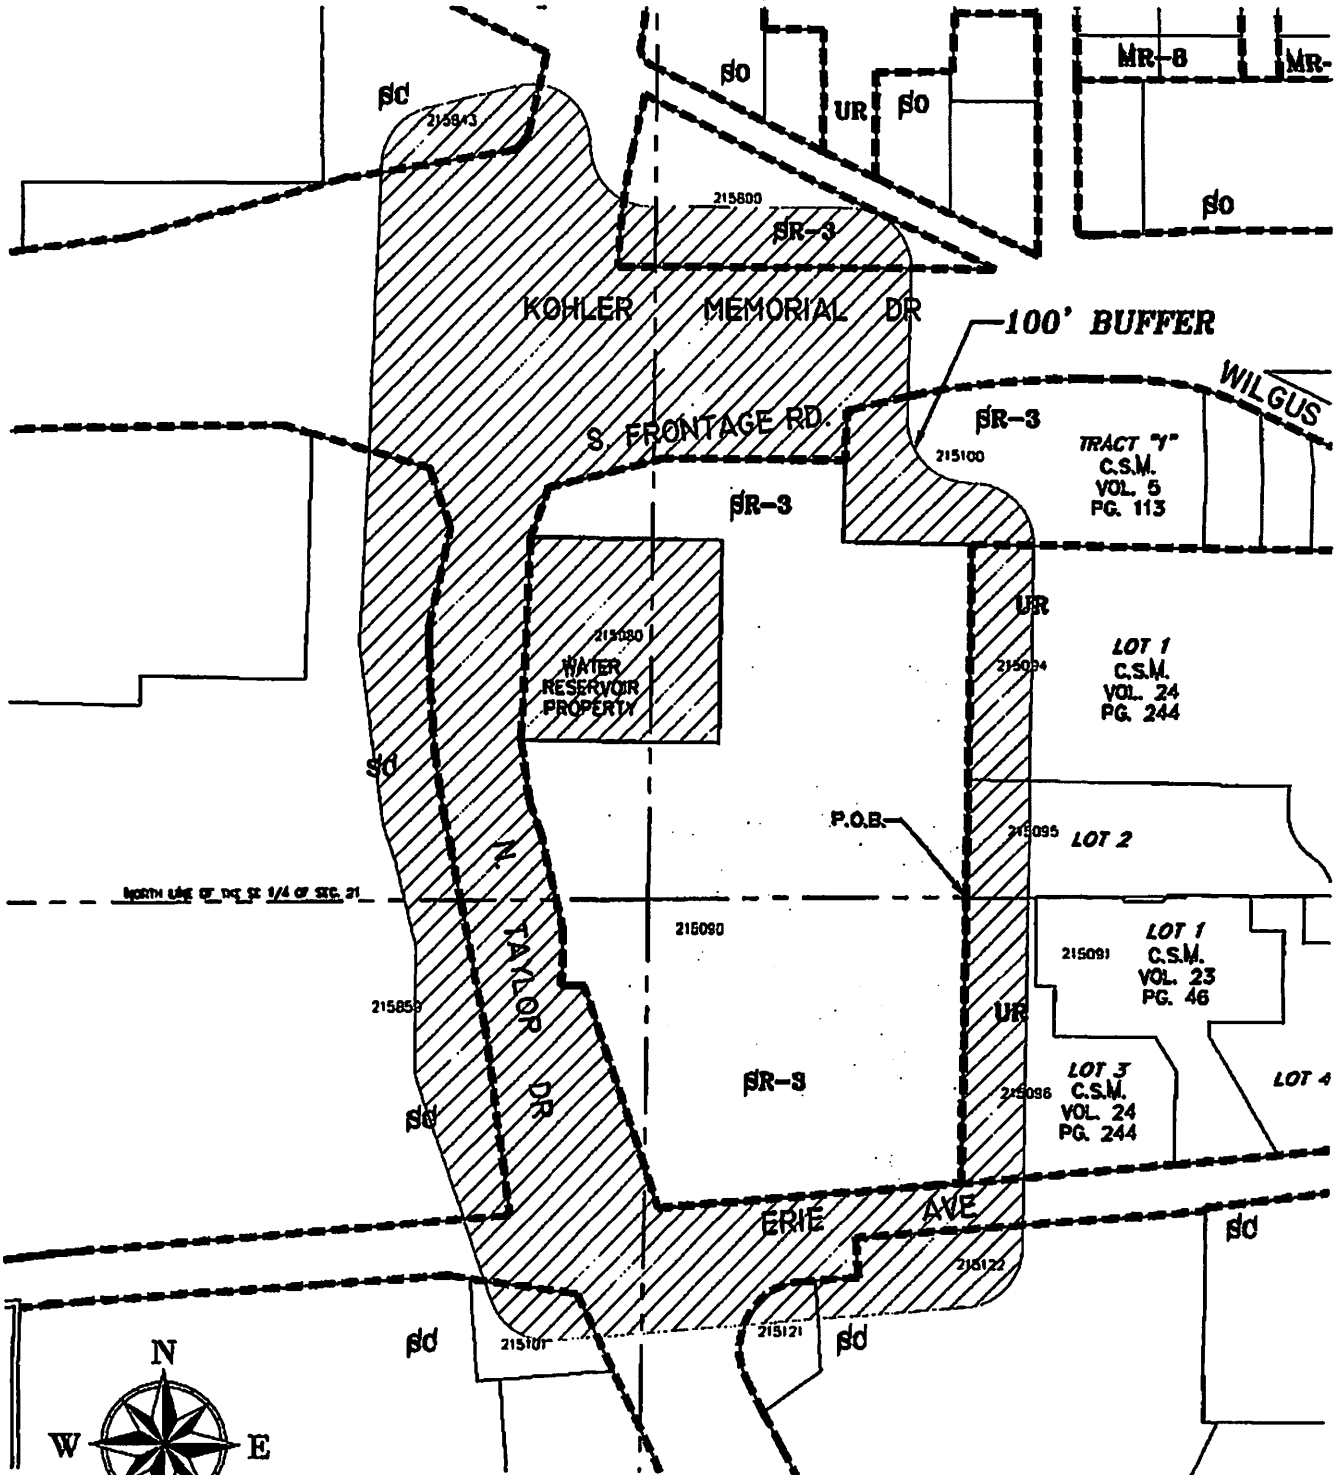 SO
MR-8
MR-
SC
UR
SO
215843
215800
SO
SR-3
KOHLER MEMORIAL DR
100' BUFFER
WILGUS
S. FRONTAGE RD.
SR-3
TRACT "1"
C.S.M.
VOL. 5
PG. 113
215100
SR-3
UR
215080
WATER
RESERVOIR
PROPERTY
215094
LOT 1
C.S.M.
VOL. 24
PG. 244
SC
P.O.B.
215095
LOT 2
N. TAYLOR DR
NORTH LINE OF THE SE 1/4 OF SEC. 21
215090
215091
LOT 1
C.S.M.
VOL. 23
PG. 46
UR
SR-3
215096
LOT 3
C.S.M.
VOL. 24
PG. 244
LOT 4
SC
ERIE AVE
SC
215122
SC
215101
215121
SC
N
W
E